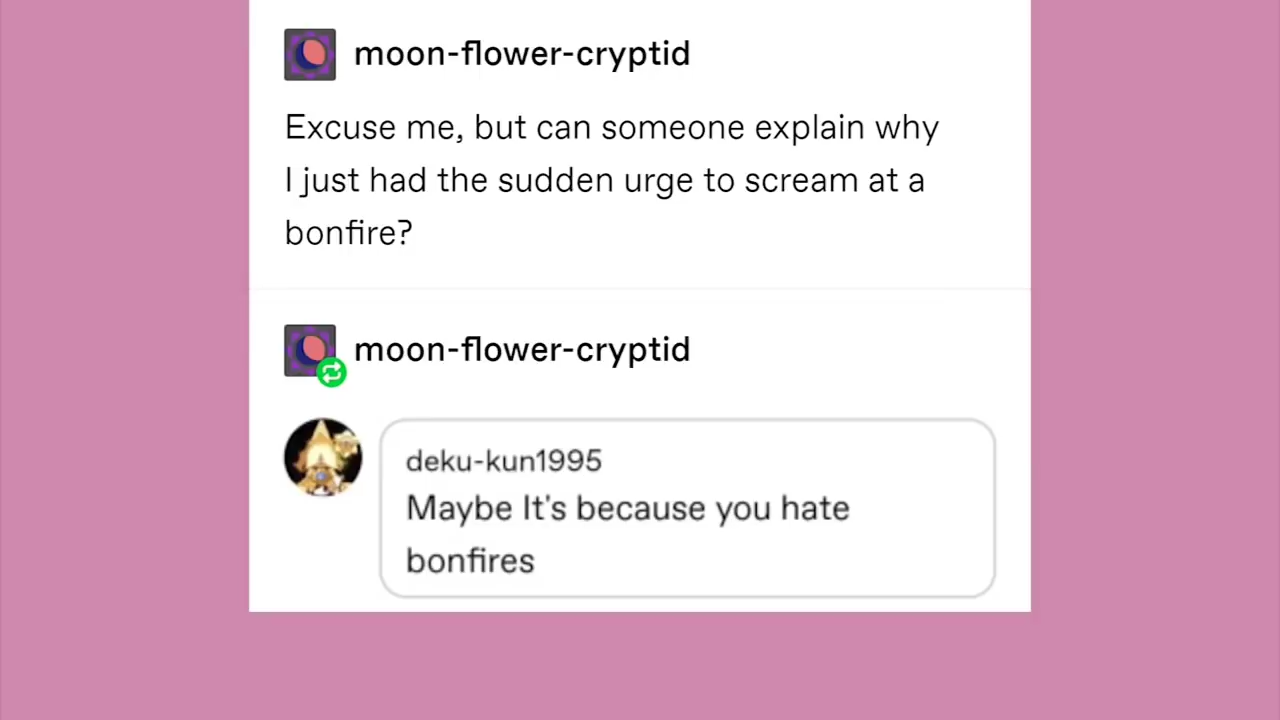 moon-flower-cryptid
Excuse me, but can someone explain why
I just had the sudden urge to scream at a
bonfire?
moon-flower-cryptid
deku-kun1995
Maybe It's because you hate
bonfires